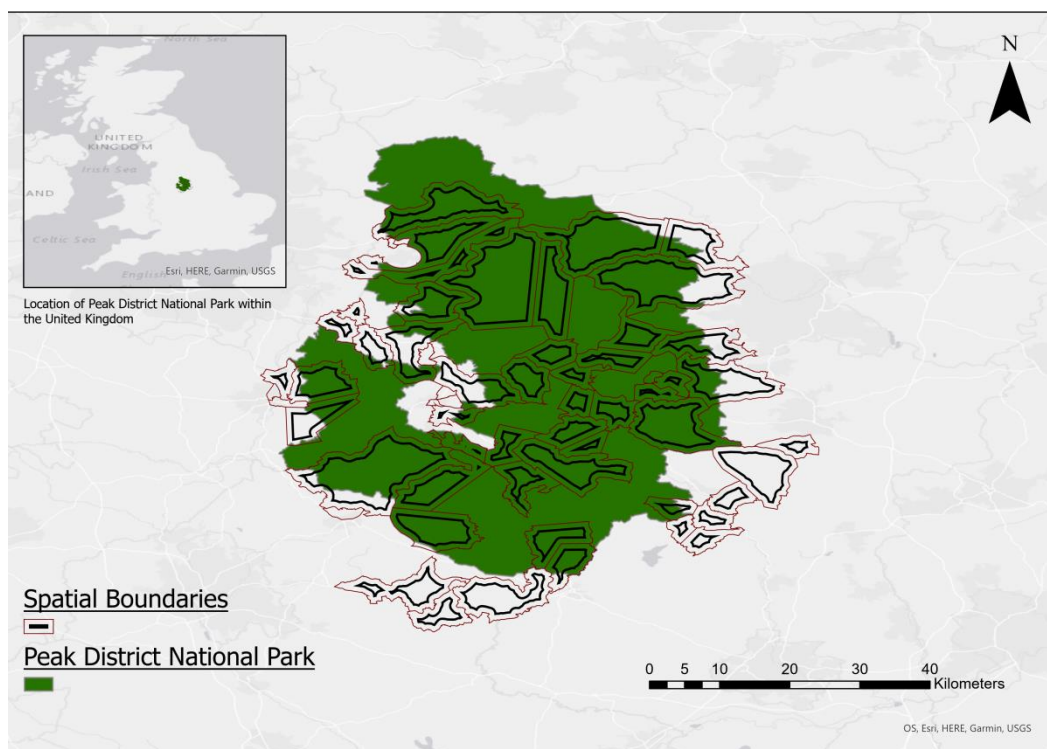 North Sea
UNITED
KINGDOM
Irish Sea
AND
Celtic Sea
English
Esri, HERE, Garmin, USGS
Location of Peak District National Park within
the United Kingdom
N
Spatial Boundaries
Peak District National Park
0 5 10 20 30 40
Kilometers
OS, Esri, HERE, Garmin, USGS